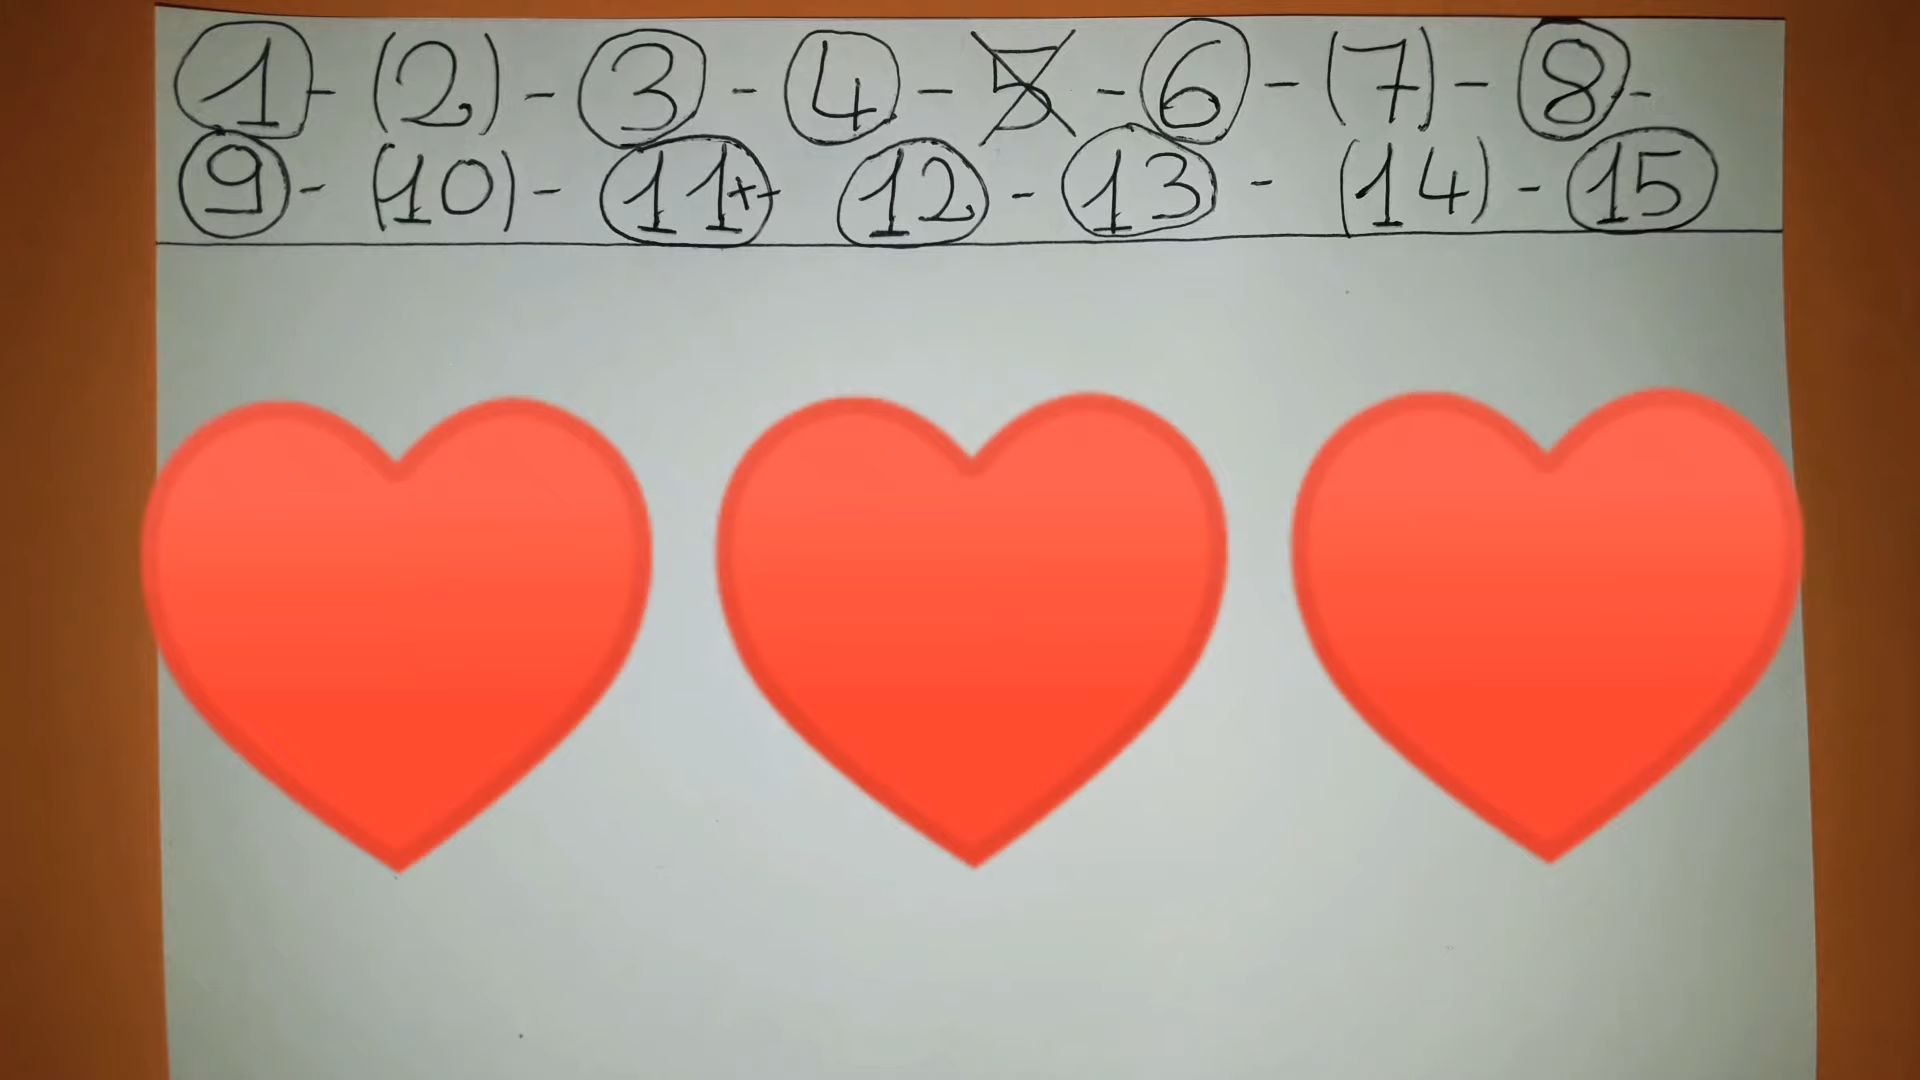 1 - (2) - 3 - 4 - 5 - 6 - (7) - 8 -
9 - (10) - 11+ - 12 - 13 - (14) - 15